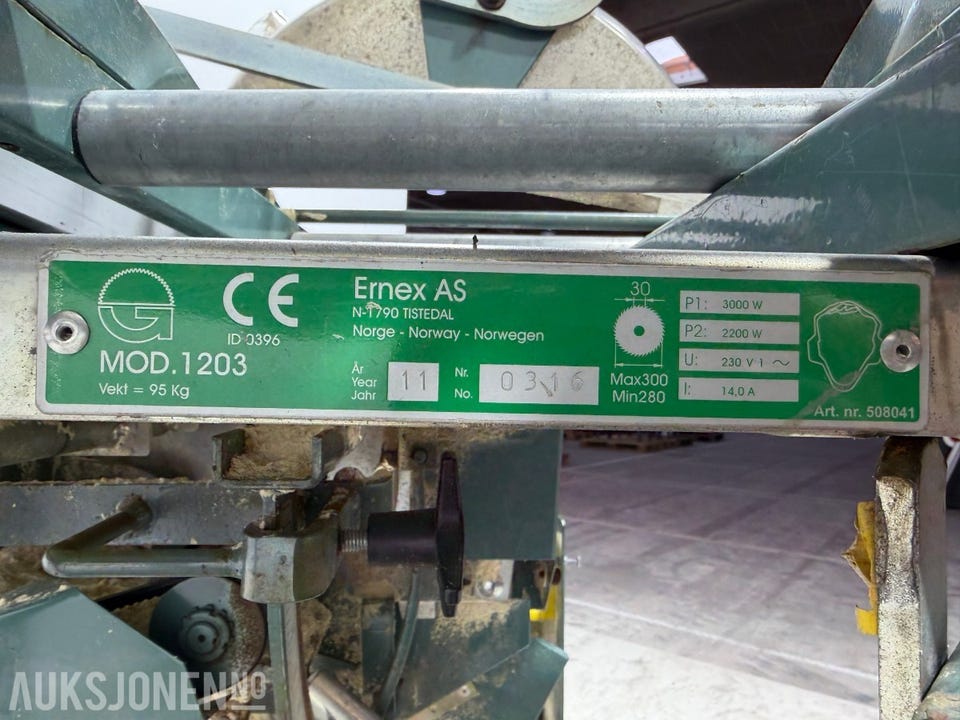 ID 0396
MOD.1203
Vekt = 95 Kg
Ernex AS
N-1790 TISTEDAL
Norge - Norway - Norwegen
År
Year
Jahr
11
Nr.
No.
0316
30
Max300
Min280
P1: 3000 W
P2: 2200 W
U: 230 V 1 ~
I: 14,0 A
Art. nr. 508041
CE
AUKSJONEN.NO